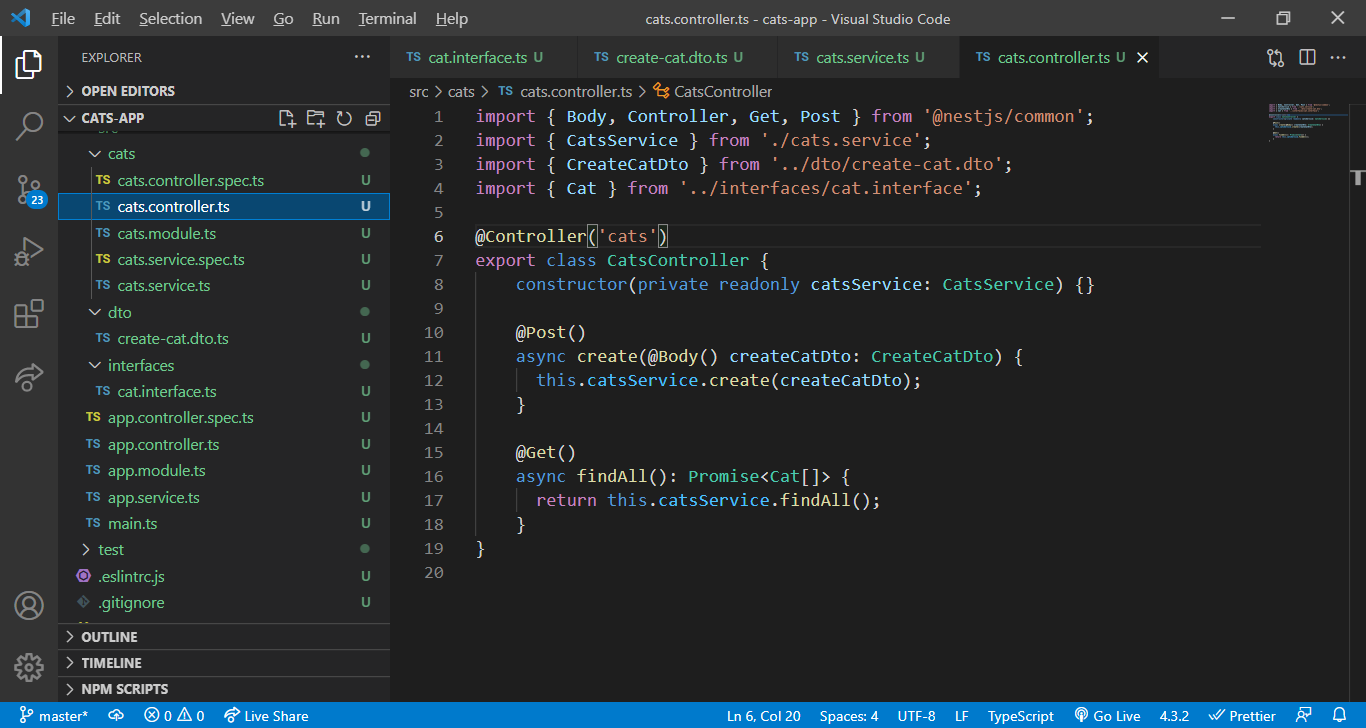 File Edit Selection View Go Run Terminal Help cats.controller.ts - cats-app - Visual Studio Code
EXPLORER
OPEN EDITORS
CATS-APP
src
cats
TS cats.controller.spec.ts U
TS cats.controller.ts U
TS cats.module.ts U
TS cats.service.spec.ts U
TS cats.service.ts U
dto
TS create-cat.dto.ts U
interfaces
TS cat.interface.ts U
TS app.controller.spec.ts U
TS app.controller.ts U
TS app.module.ts U
TS app.service.ts U
TS main.ts U
test
.eslintrc.js U
.gitignore U
OUTLINE
TIMELINE
NPM SCRIPTS
23
TS cat.interface.ts U TS create-cat.dto.ts U TS cats.service.ts U TS cats.controller.ts U
src > cats > TS cats.controller.ts > CatsController
1 import { Body, Controller, Get, Post } from '@nestjs/common';
2 import { CatsService } from './cats.service';
3 import { CreateCatDto } from '../dto/create-cat.dto';
4 import { Cat } from '../interfaces/cat.interface';
5
6 @Controller('cats')
7 export class CatsController {
8 constructor(private readonly catsService: CatsService) {}
9
10 @Post()
11 async create(@Body() createCatDto: CreateCatDto) {
12 this.catsService.create(createCatDto);
13 }
14
15 @Get()
16 async findAll(): Promise<Cat[]> {
17 return this.catsService.findAll();
18 }
19 }
20
master* 0 0 Live Share Ln 6, Col 20 Spaces: 4 UTF-8 LF TypeScript Go Live 4.3.2 Prettier